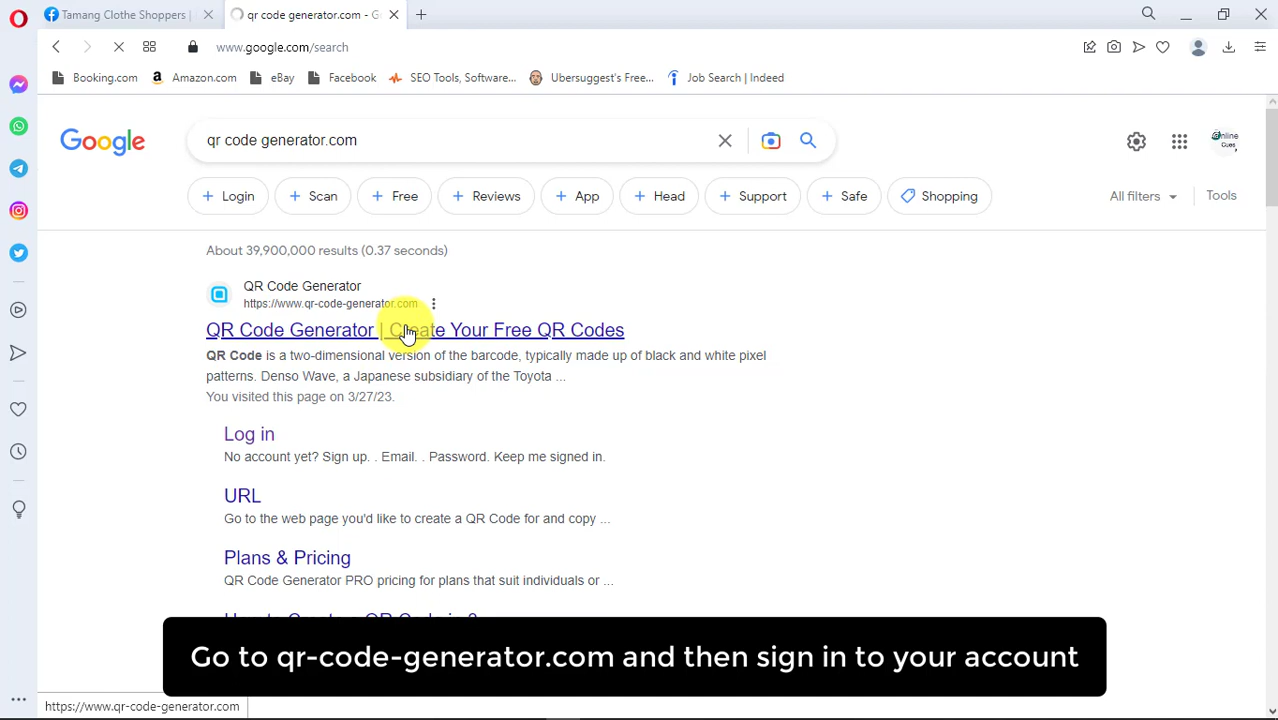 Tamang Clothe Shoppers |
qr code generator.com - G
www.google.com/search
Booking.com
Amazon.com
eBay
Facebook
SEO Tools, Software...
Ubersuggest's Free...
Job Search | Indeed
Google
qr code generator.com
Login
Scan
Free
Reviews
App
Head
Support
Safe
Shopping
All filters
Tools
Online
Cues
About 39,900,000 results (0.37 seconds)
QR Code Generator
https://www.qr-code-generator.com
QR Code Generator | Create Your Free QR Codes
QR Code is a two-dimensional version of the barcode, typically made up of black and white pixel
patterns. Denso Wave, a Japanese subsidiary of the Toyota ...
You visited this page on 3/27/23.
Log in
No account yet? Sign up. . Email. . Password. Keep me signed in.
URL
Go to the web page you'd like to create a QR Code for and copy ...
Plans & Pricing
QR Code Generator PRO pricing for plans that suit individuals or ...
Go to qr-code-generator.com and then sign in to your account
https://www.qr-code-generator.com